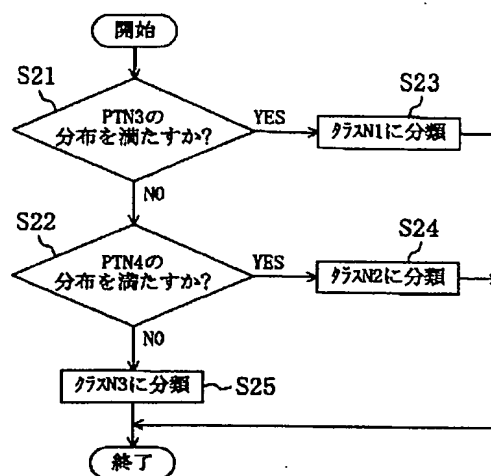 開始
S21
PTN3の
分布を満たすか?
YES
S23
クラスN1に分類
NO
S22
PTN4の
分布を満たすか?
YES
S24
クラスN2に分類
NO
クラスN3に分類
S25
終了